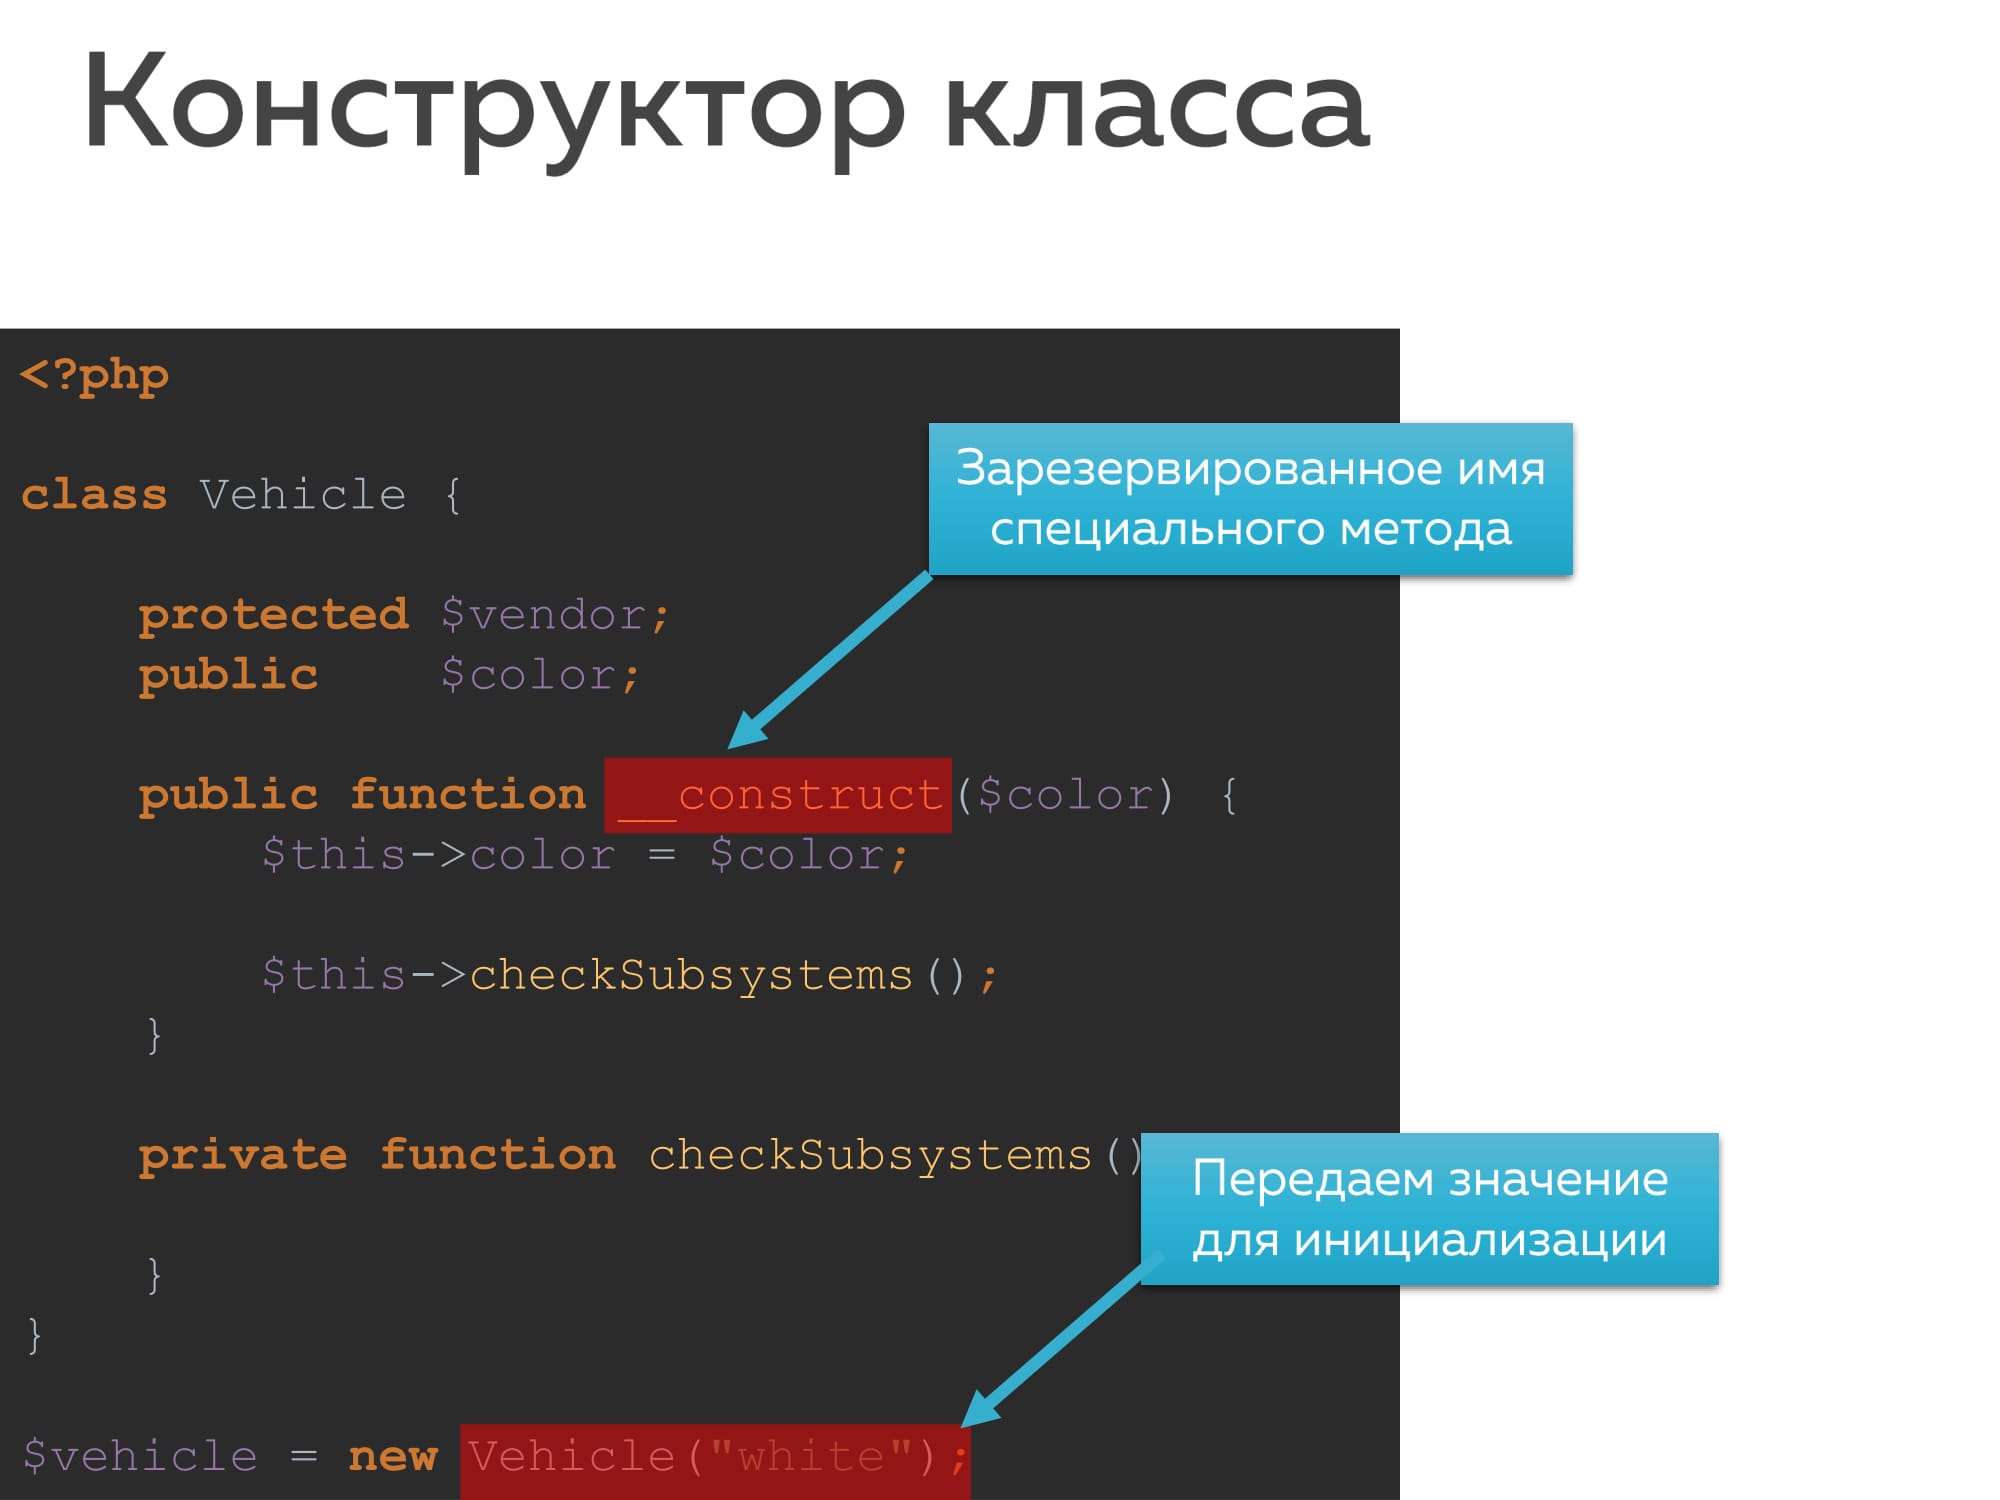 Конструктор класса
<?php
class Vehicle {
Зарезервированное имя
специального метода
protected $vendor;
public $color;
public function __construct($color) {
$this->color = $color;
$this->checkSubsystems();
}
private function checkSubsystems()
Передаем значение
для инициализации
}
}
$vehicle = new Vehicle("white");